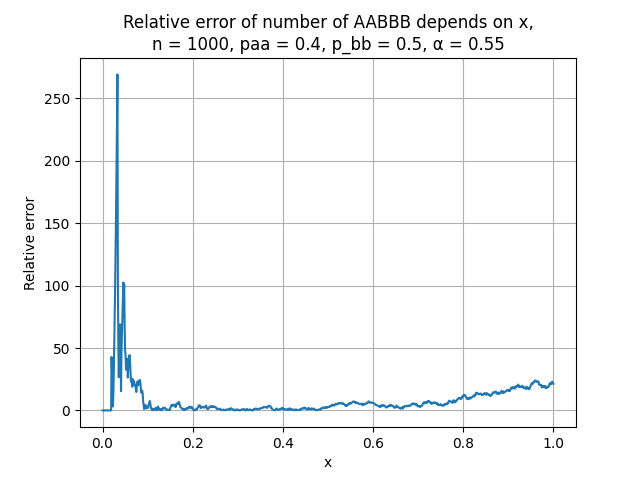 Relative error of number of AABBB depends on x,
n = 1000, paa = 0.4, p_bb = 0.5, α = 0.55
250
200
150
100
50
0
Relative error
0.0 0.2 0.4 0.6 0.8 1.0
x